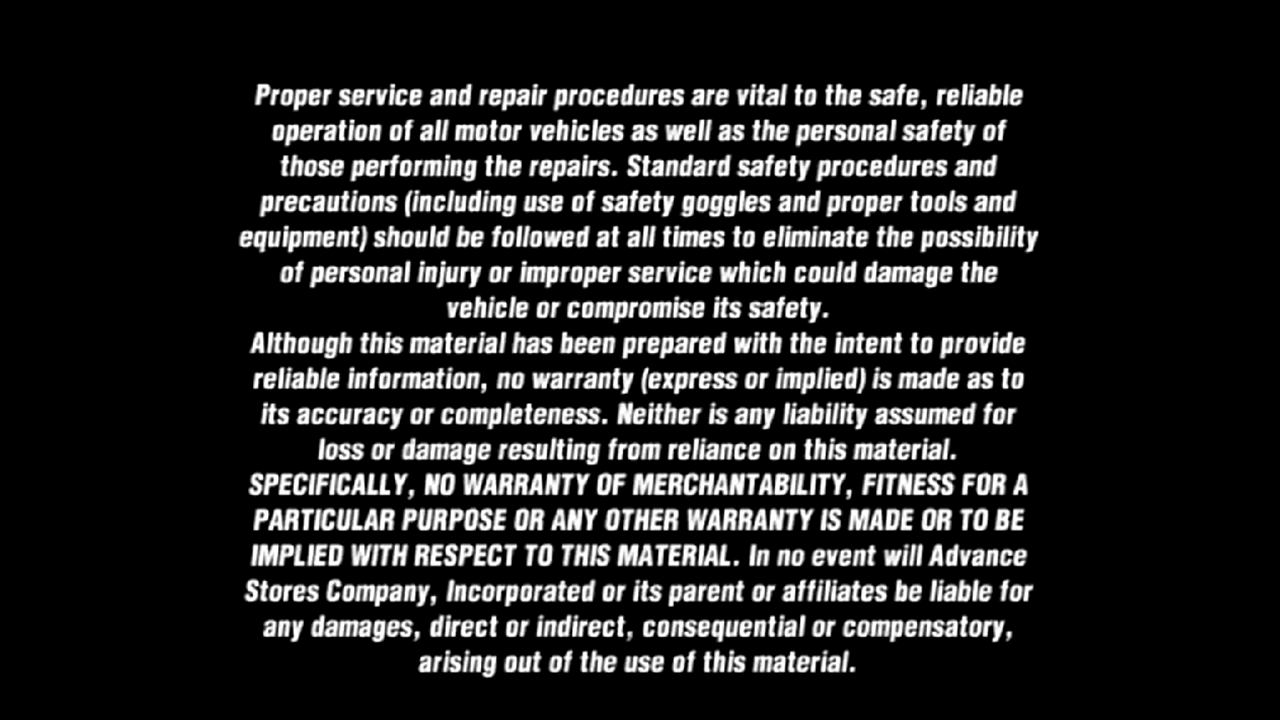 Proper service and repair procedures are vital to the safe, reliable
operation of all motor vehicles as well as the personal safety of
those performing the repairs. Standard safety procedures and
precautions (including use of safety goggles and proper tools and
equipment) should be followed at all times to eliminate the possibility
of personal injury or improper service which could damage the
vehicle or compromise its safety.
Although this material has been prepared with the intent to provide
reliable information, no warranty (express or implied) is made as to
its accuracy or completeness. Neither is any liability assumed for
loss or damage resulting from reliance on this material.
SPECIFICALLY, NO WARRANTY OF MERCHANTABILITY, FITNESS FOR A
PARTICULAR PURPOSE OR ANY OTHER WARRANTY IS MADE OR TO BE
IMPLIED WITH RESPECT TO THIS MATERIAL. In no event will Advance
Stores Company, Incorporated or its parent or affiliates be liable for
any damages, direct or indirect, consequential or compensatory,
arising out of the use of this material.